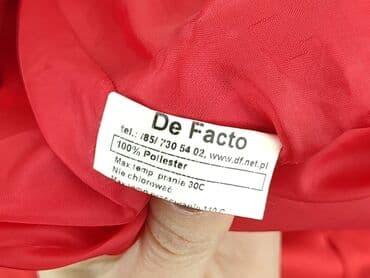 De Facto
tel.: /85/ 730 54 02, www.df.net.pl
100% Poliester
Max temp. prania 30C
Nie chlorować